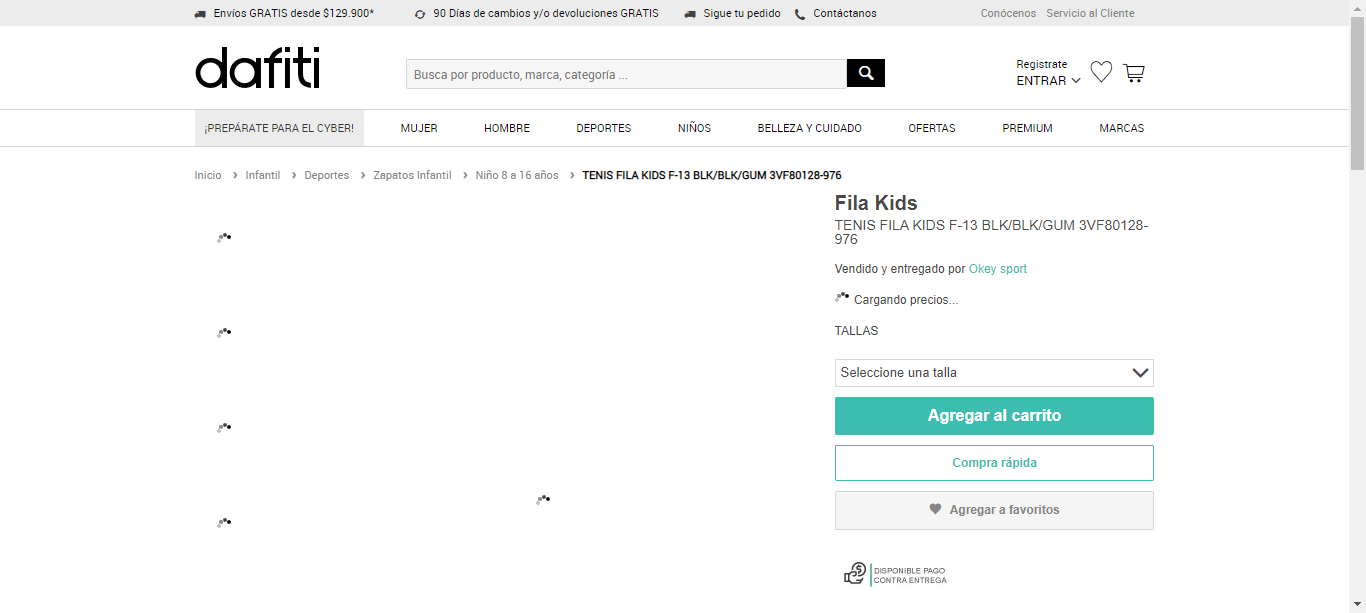 Envíos GRATIS desde $129.900* 90 Días de cambios y/o devoluciones GRATIS Sigue tu pedido Contáctanos Conócenos Servicio al Cliente
dafiti
Busca por producto, marca, categoría ...
Registrate
ENTRAR
¡PREPÁRATE PARA EL CYBER! MUJER HOMBRE DEPORTES NIÑOS BELLEZA Y CUIDADO OFERTAS PREMIUM MARCAS
Inicio > Infantil > Deportes > Zapatos Infantil > Niño 8 a 16 años > TENIS FILA KIDS F-13 BLK/BLK/GUM 3VF80128-976
Fila Kids
TENIS FILA KIDS F-13 BLK/BLK/GUM 3VF80128-
976
Vendido y entregado por Okey sport
Cargando precios...
TALLAS
Seleccione una talla
Agregar al carrito
Compra rápida
Agregar a favoritos
DISPONIBLE PAGO
CONTRA ENTREGA